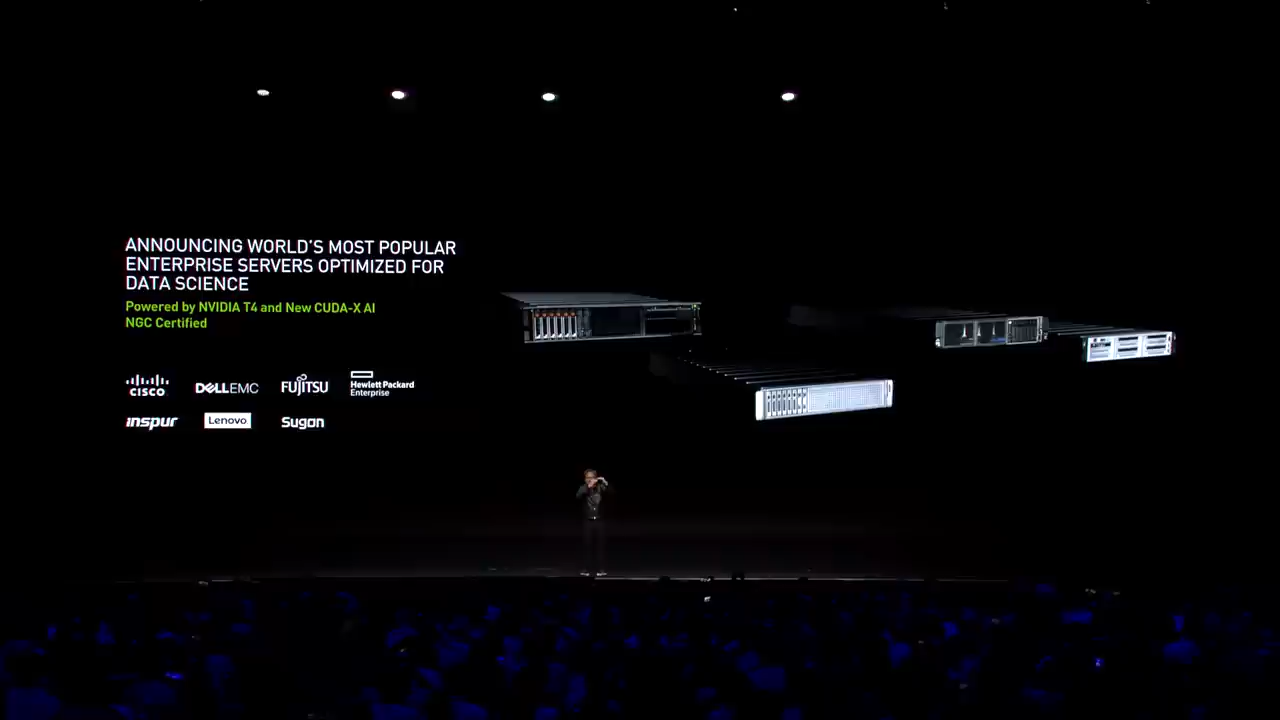 ANNOUNCING WORLD'S MOST POPULAR
ENTERPRISE SERVERS OPTIMIZED FOR
DATA SCIENCE
Powered by NVIDIA T4 and New CUDA-X AI
NGC Certified
CISCO
DELLEMC
FUJITSU
Hewlett Packard
Enterprise
inspur
Lenovo
Sugon